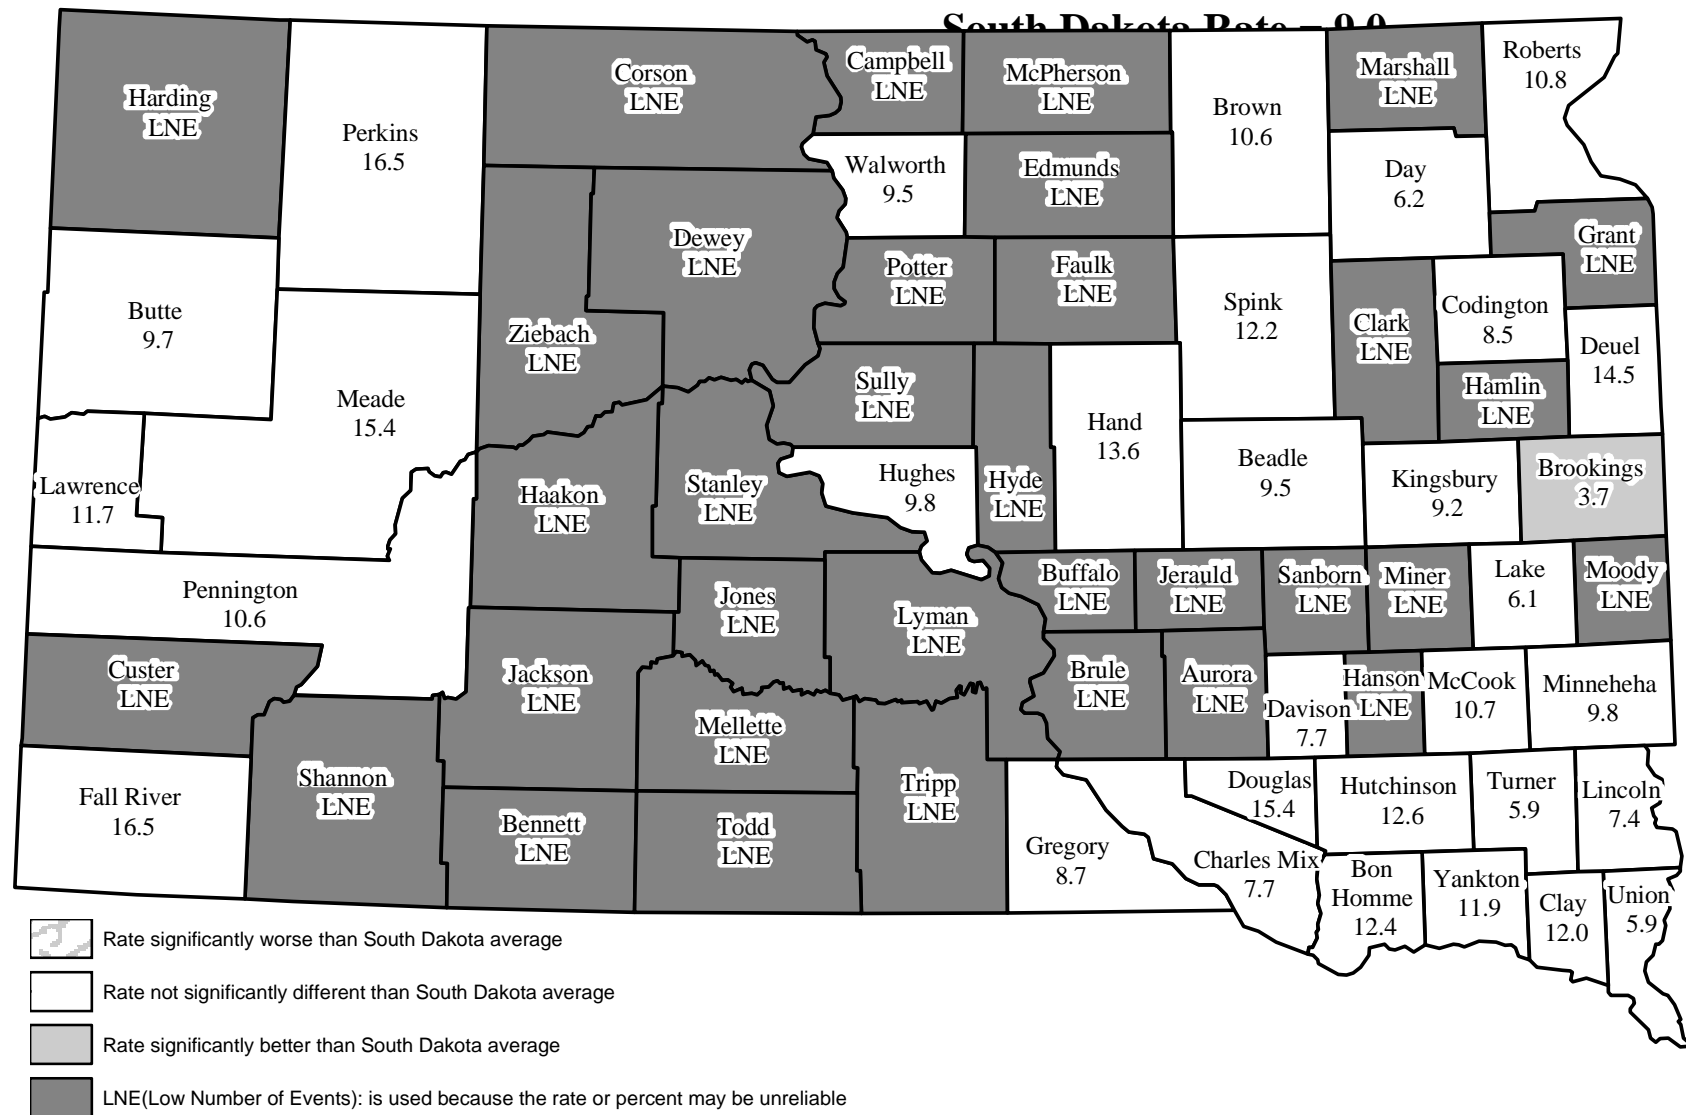 South Dakota Rate = 9.0
Harding
LNE
Perkins
16.5
Corson
LNE
Campbell
LNE
McPherson
LNE
Brown
10.6
Marshall
LNE
Roberts
10.8
Walworth
9.5
Edmunds
LNE
Day
6.2
Grant
LNE
Butte
9.7
Meade
15.4
Ziebach
LNE
Dewey
LNE
Potter
LNE
Faulk
LNE
Spink
12.2
Clark
LNE
Codington
8.5
Deuel
14.5
Hamlin
LNE
Sully
LNE
Hand
13.6
Lawrence
11.7
Haakon
LNE
Stanley
LNE
Hughes
9.8
Hyde
LNE
Beadle
9.5
Kingsbury
9.2
Brookings
3.7
Pennington
10.6
Jones
LNE
Lyman
LNE
Buffalo
LNE
Jerauld
LNE
Sanborn
LNE
Miner
LNE
Lake
6.1
Moody
LNE
Custer
LNE
Jackson
LNE
Mellette
LNE
Brule
LNE
Aurora
LNE
Davison
7.7
Hanson
LNE
McCook
10.7
Minneheha
9.8
Fall River
16.5
Shannon
LNE
Bennett
LNE
Todd
LNE
Tripp
LNE
Gregory
8.7
Douglas
15.4
Hutchinson
12.6
Turner
5.9
Lincoln
7.4
Charles Mix
7.7
Bon
Homme
12.4
Yankton
11.9
Clay
12.0
Union
5.9
Rate significantly worse than South Dakota average
Rate not significantly different than South Dakota average
Rate significantly better than South Dakota average
LNE(Low Number of Events): is used because the rate or percent may be unreliable